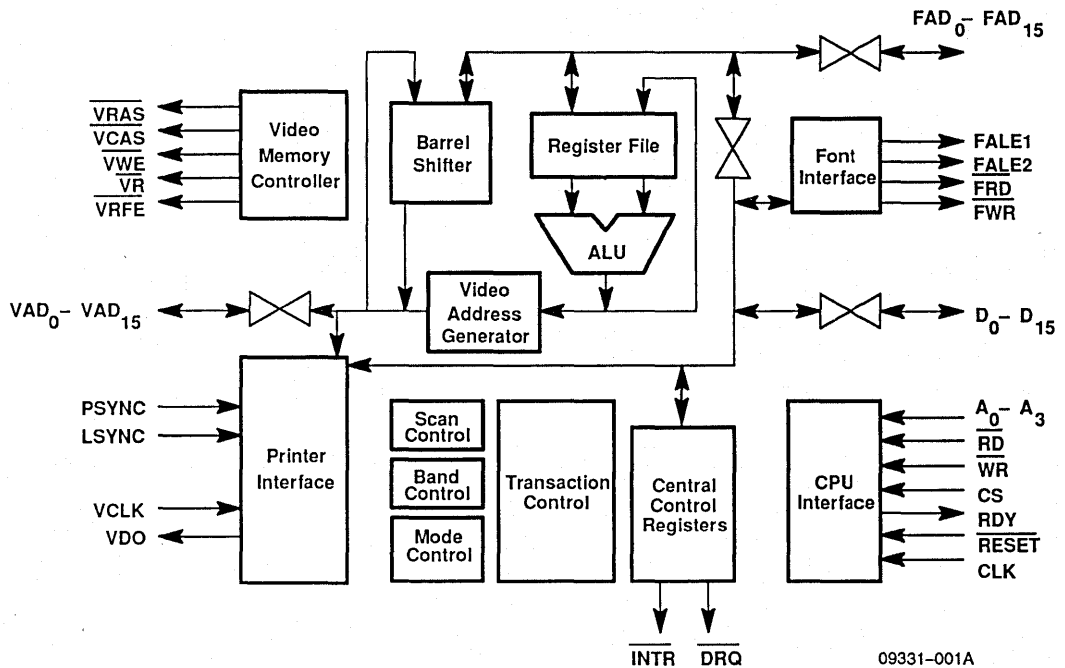 FAD0– FAD15
VRAS
VCAS
VWE
VR
VRFE
Video
Memory
Controller
Barrel
Shifter
Register File
Font
Interface
FALE1
FALE2
FRD
FWR
ALU
VAD0– VAD15
Video
Address
Generator
D0– D15
PSYNC
LSYNC
VCLK
VDO
Printer
Interface
Scan
Control
Band
Control
Mode
Control
Transaction
Control
Central
Control
Registers
CPU
Interface
A0– A3
RD
WR
CS
RDY
RESET
CLK
INTR
DRQ
09331–001A